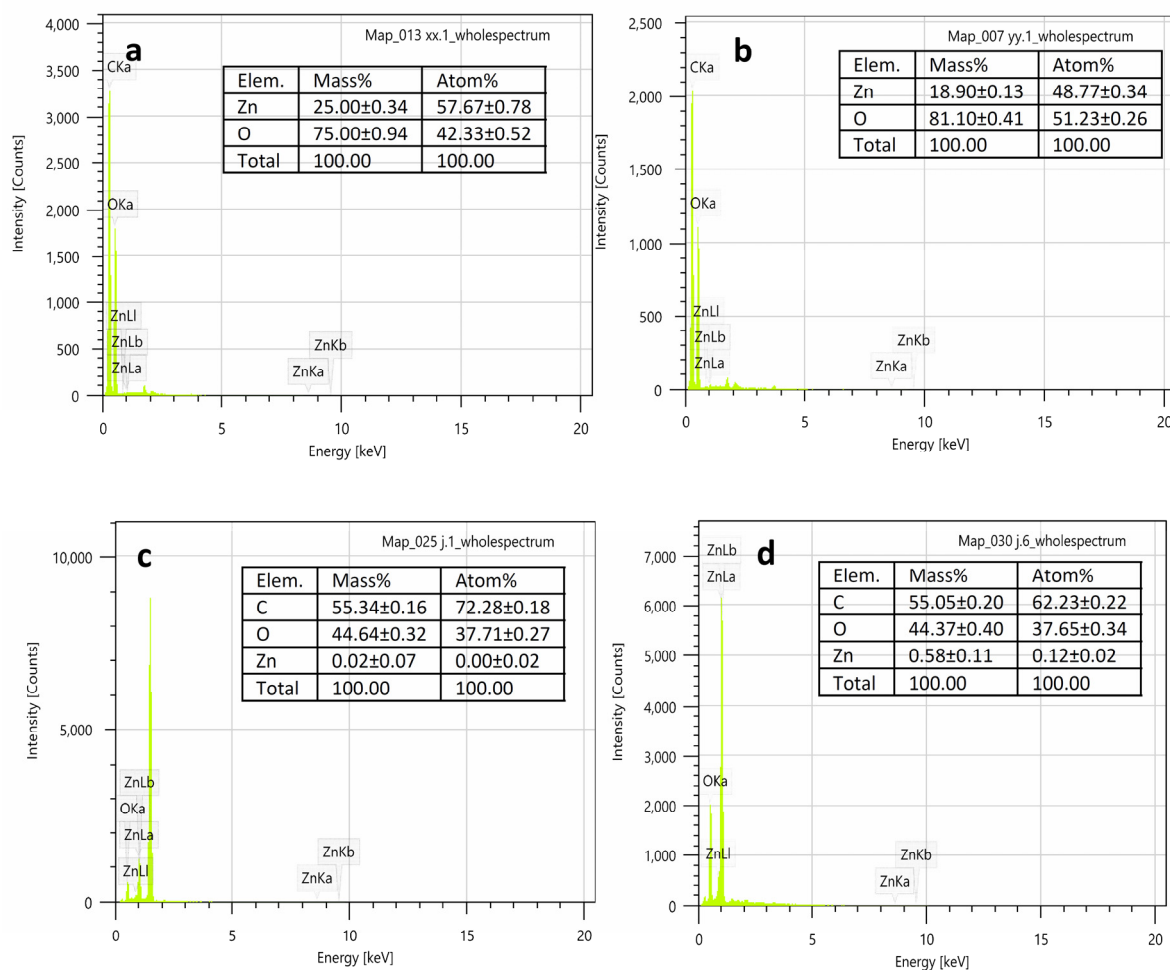 a
Map_013 xx.1_wholespectrum
Elem. Mass% Atom%
Zn 25.00±0.34 57.67±0.78
O 75.00±0.94 42.33±0.52
Total 100.00 100.00
CKa
OKa
ZnLl
ZnLb
ZnLa
ZnKb
ZnKa
Intensity [Counts]
4,000
3,500
3,000
2,500
2,000
1,500
1,000
500
0
0 5 10 15 20
Energy [keV]
b
Map_007 yy.1_wholespectrum
Elem. Mass% Atom%
Zn 18.90±0.13 48.77±0.34
O 81.10±0.41 51.23±0.26
Total 100.00 100.00
CKa
OKa
ZnLl
ZnLb
ZnLa
ZnKb
ZnKa
Intensity [Counts]
2,500
2,000
1,500
1,000
500
0
0 5 10 15 20
Energy [keV]
c
Map_025 j.1_wholespectrum
Elem. Mass% Atom%
C 55.34±0.16 72.28±0.18
O 44.64±0.32 37.71±0.27
Zn 0.02±0.07 0.00±0.02
Total 100.00 100.00
ZnLb
OKa
ZnLa
ZnLl
ZnKb
ZnKa
Intensity [Counts]
10,000
5,000
0
0 5 10 15 20
Energy [keV]
d
Map_030 j.6_wholespectrum
Elem. Mass% Atom%
C 55.05±0.20 62.23±0.22
O 44.37±0.40 37.65±0.34
Zn 0.58±0.11 0.12±0.02
Total 100.00 100.00
ZnLb
ZnLa
OKa
ZnLl
ZnKb
ZnKa
Intensity [Counts]
7,000
6,000
5,000
4,000
3,000
2,000
1,000
0
0 5 10 15 20
Energy [keV]